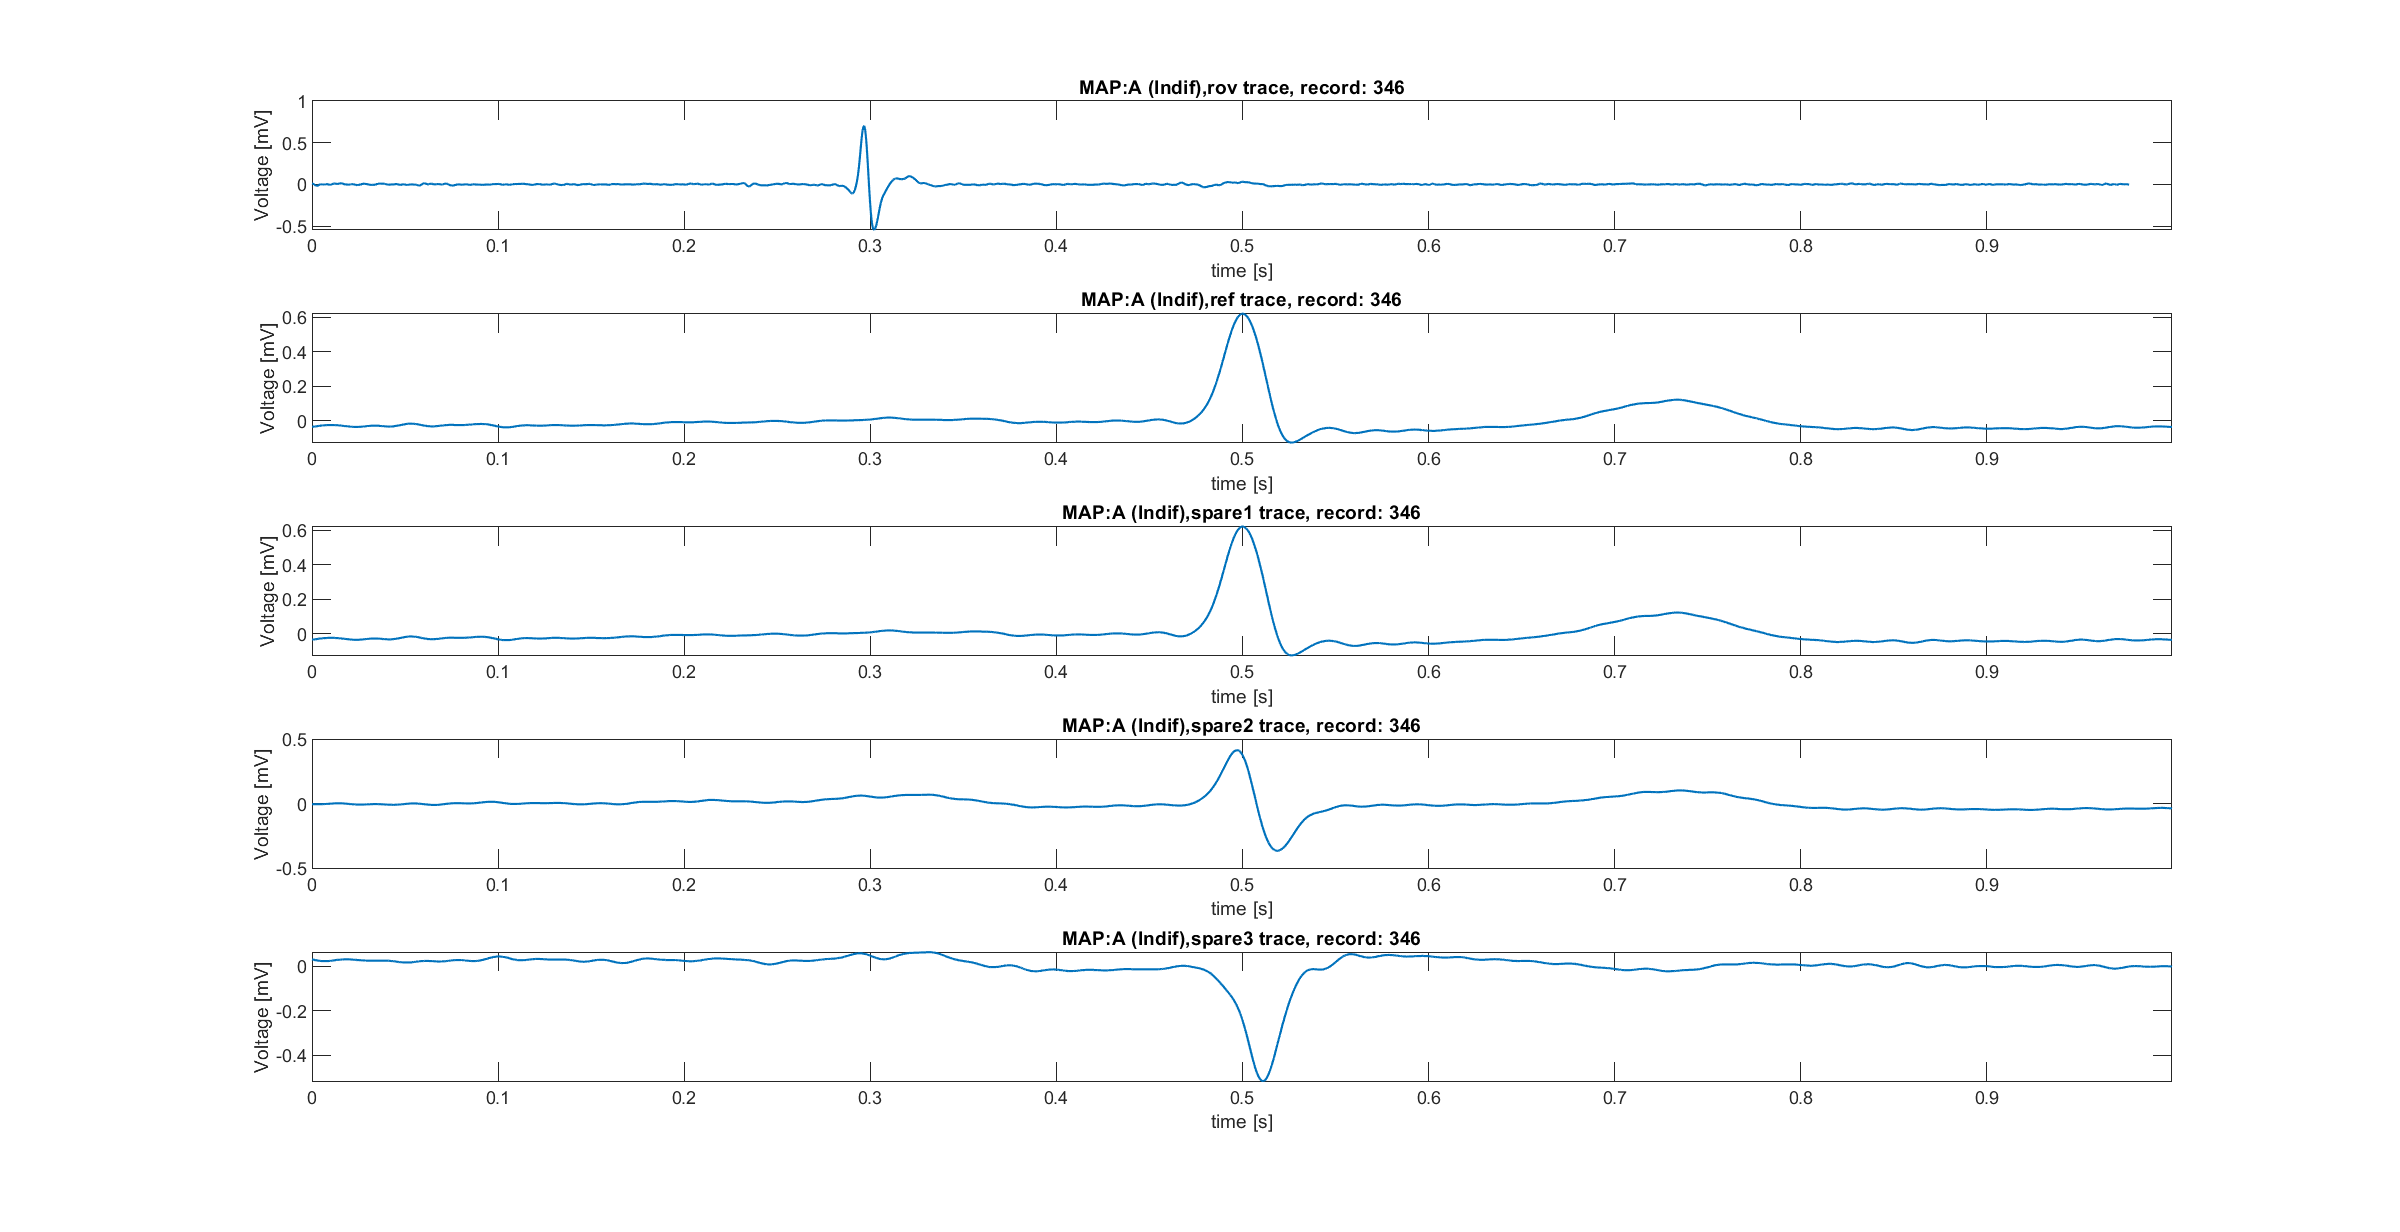 MAP:A (Indif),rov trace, record: 346
Voltage [mV]
1
0.5
0
-0.5
0 0.1 0.2 0.3 0.4 0.5 0.6 0.7 0.8 0.9
time [s]
MAP:A (Indif),ref trace, record: 346
Voltage [mV]
0.6
0.4
0.2
0
0 0.1 0.2 0.3 0.4 0.5 0.6 0.7 0.8 0.9
time [s]
MAP:A (Indif),spare1 trace, record: 346
Voltage [mV]
0.6
0.4
0.2
0
0 0.1 0.2 0.3 0.4 0.5 0.6 0.7 0.8 0.9
time [s]
MAP:A (Indif),spare2 trace, record: 346
Voltage [mV]
0.5
0
-0.5
0 0.1 0.2 0.3 0.4 0.5 0.6 0.7 0.8 0.9
time [s]
MAP:A (Indif),spare3 trace, record: 346
Voltage [mV]
0
-0.2
-0.4
0 0.1 0.2 0.3 0.4 0.5 0.6 0.7 0.8 0.9
time [s]